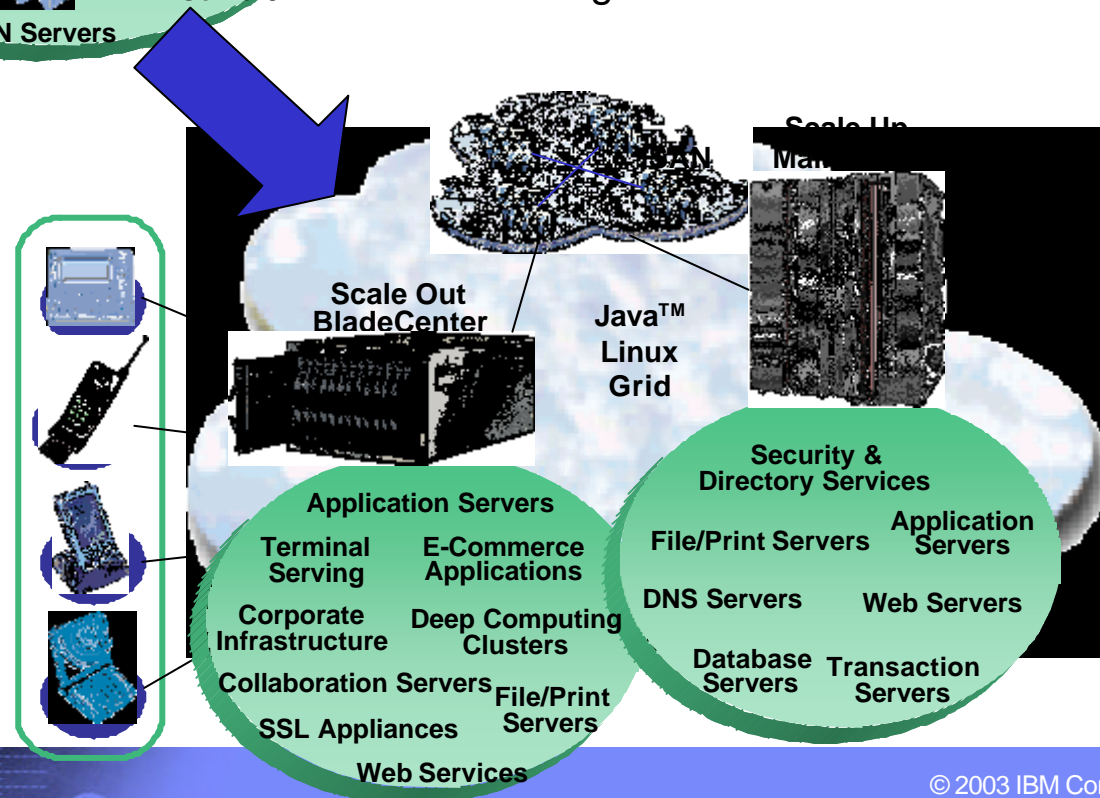 N Servers
SAN
Scale Up
Scale Out
BladeCenter
Java™
Linux
Grid
Application Servers
Terminal
Serving
E-Commerce
Applications
Corporate
Infrastructure
Deep Computing
Clusters
Collaboration Servers
File/Print
Servers
SSL Appliances
Web Services
Security &
Directory Services
File/Print Servers
Application
Servers
DNS Servers
Web Servers
Database
Servers
Transaction
Servers
© 2003 IBM Cor